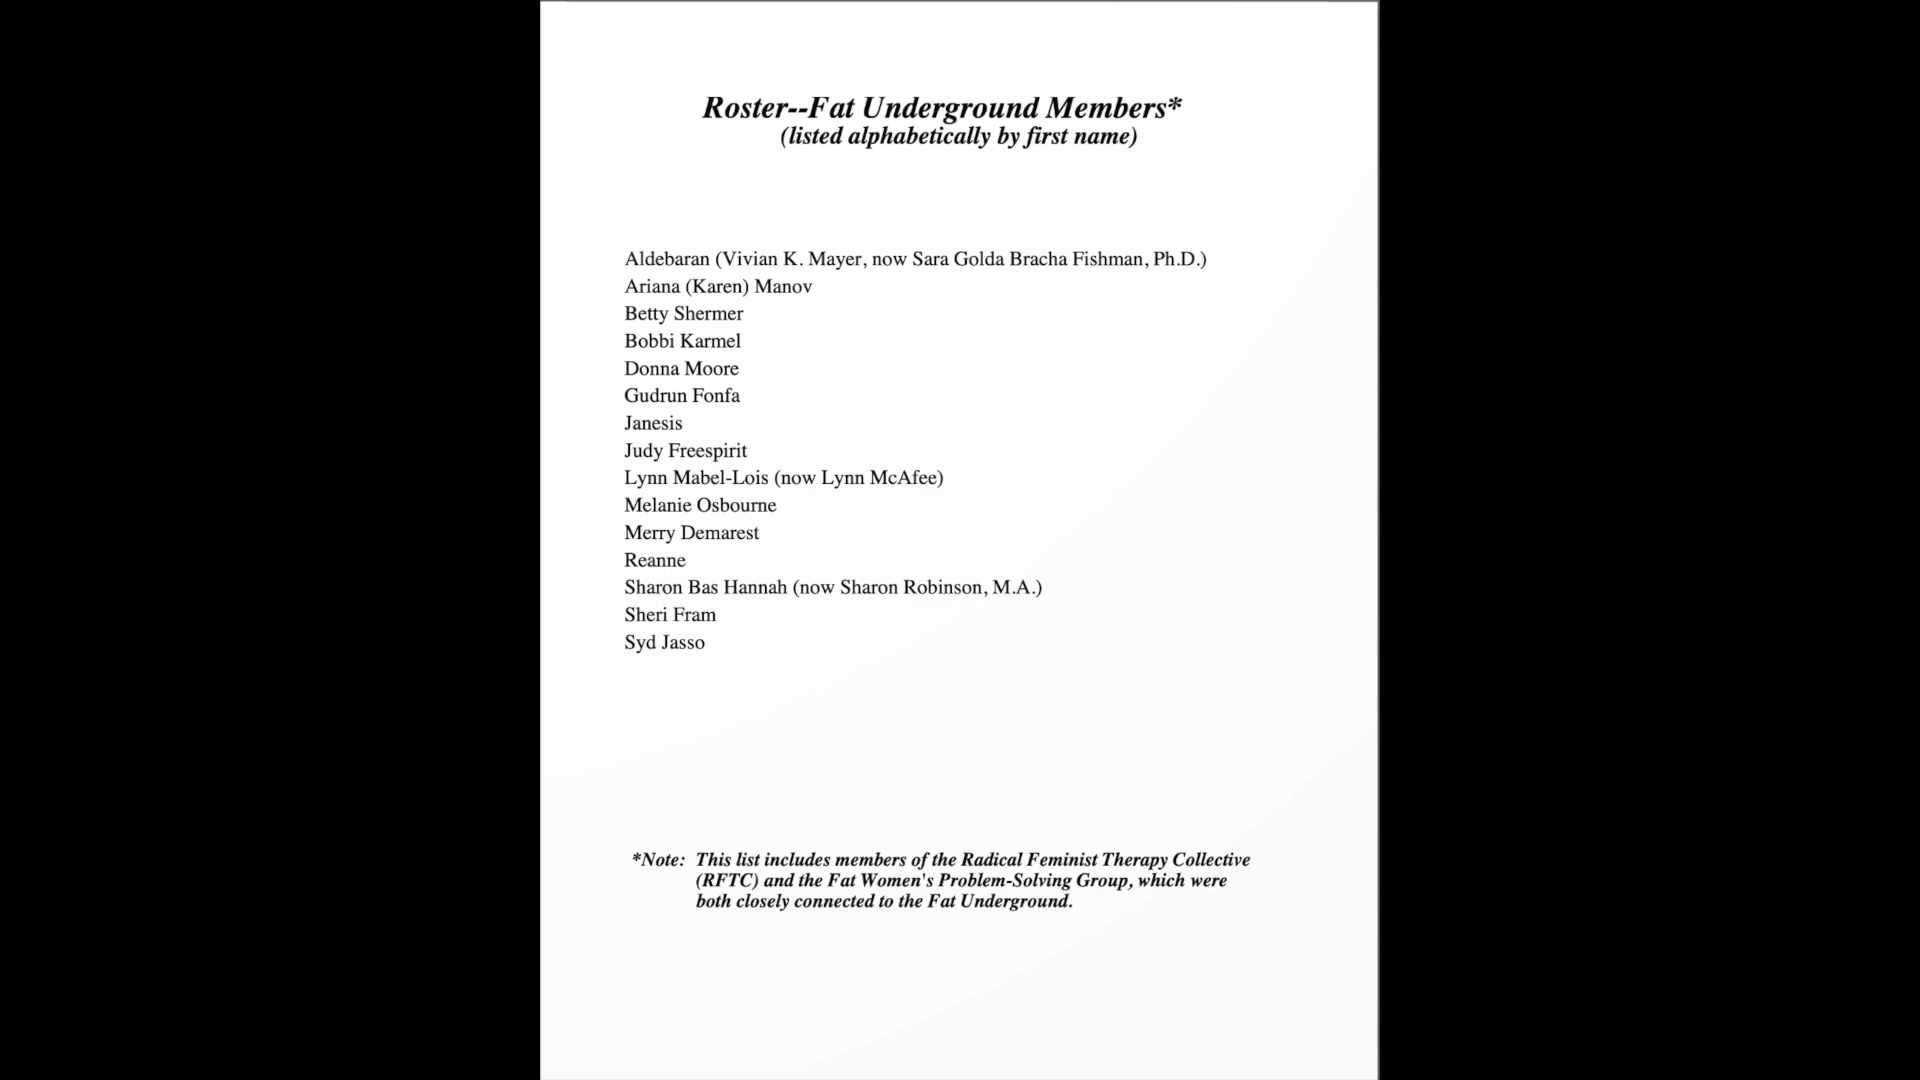 Roster--Fat Underground Members*
(listed alphabetically by first name)
Aldebaran (Vivian K. Mayer, now Sara Golda Bracha Fishman, Ph.D.)
Ariana (Karen) Manov
Betty Shermer
Bobbi Karmel
Donna Moore
Gudrun Fonfa
Janesis
Judy Freespirit
Lynn Mabel-Lois (now Lynn McAfee)
Melanie Osbourne
Merry Demarest
Reanne
Sharon Bas Hannah (now Sharon Robinson, M.A.)
Sheri Fram
Syd Jasso
*Note: This list includes members of the Radical Feminist Therapy Collective
(RFTC) and the Fat Women's Problem-Solving Group, which were
both closely connected to the Fat Underground.